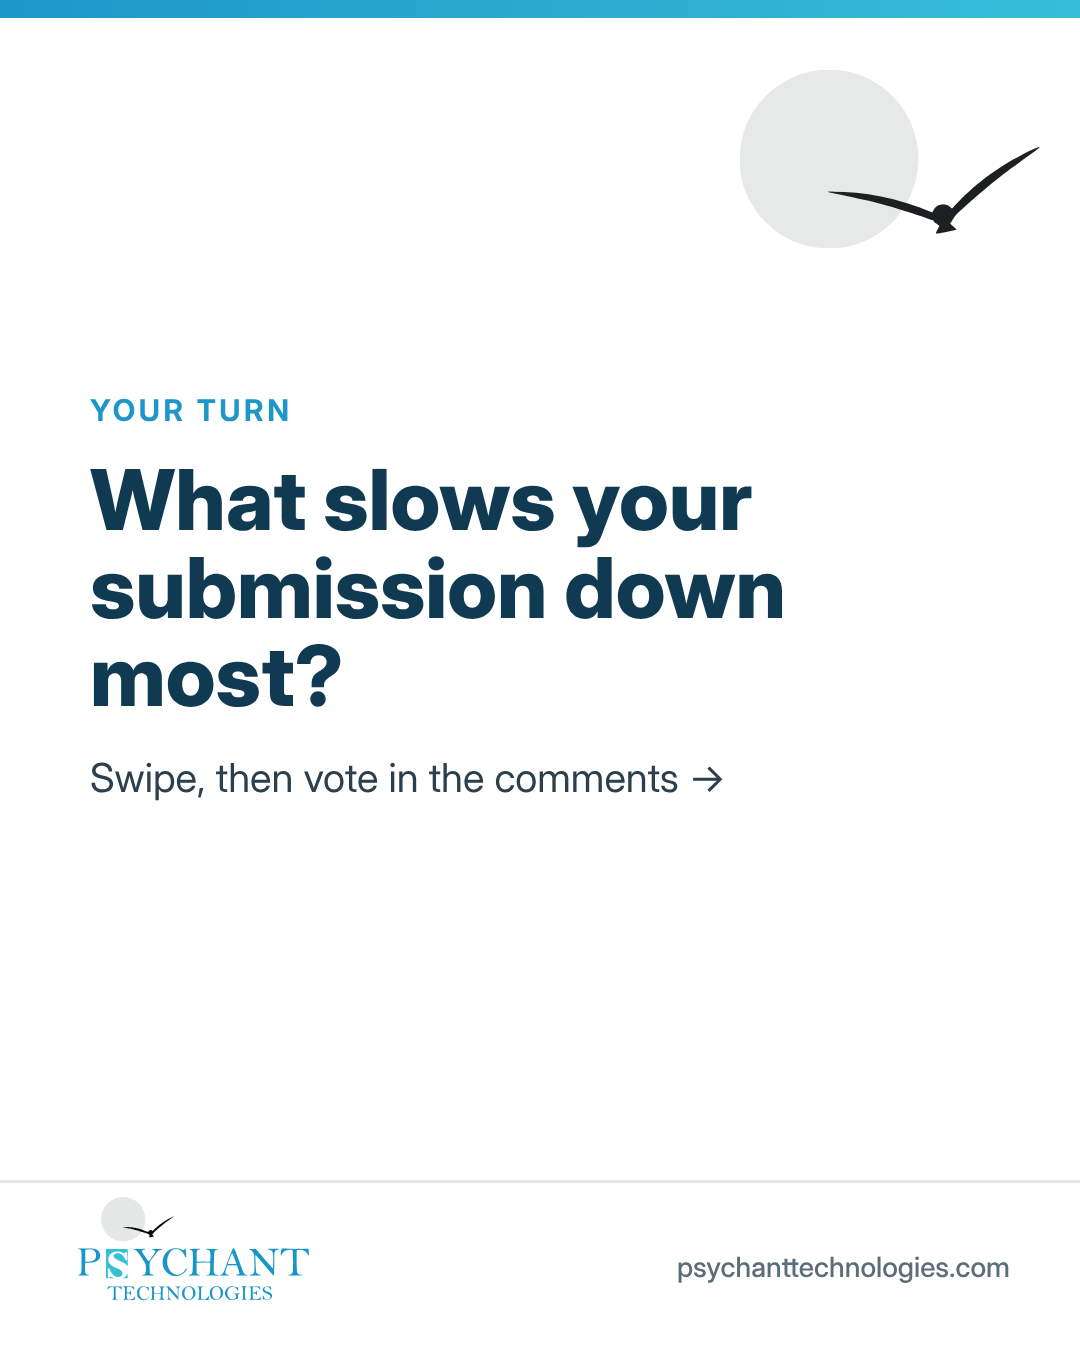 YOUR TURN
What slows your
submission down
most?
Swipe, then vote in the comments →
PSYCHANT
TECHNOLOGIES
psychanttechnologies.com